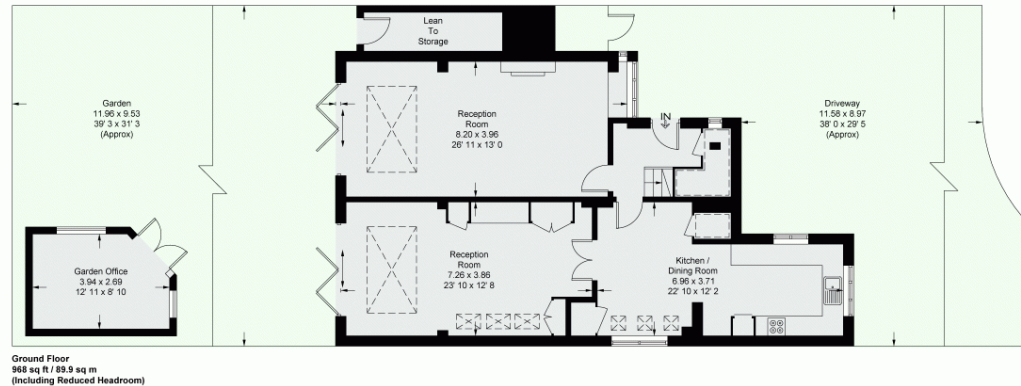 Lean
To
Storage
Garden
11.96 x 9.53
39' 3 x 31' 3
(Approx)
Reception
Room
8.20 x 3.96
26' 11 x 13' 0
IN
Driveway
11.58 x 8.97
38' 0 x 29' 5
(Approx)
Garden Office
3.94 x 2.69
12' 11 x 8' 10
Reception
Room
7.26 x 3.86
23' 10 x 12' 8
Kitchen /
Dining Room
6.96 x 3.71
22' 10 x 12' 2
Ground Floor
968 sq ft / 89.9 sq m
(Including Reduced Headroom)